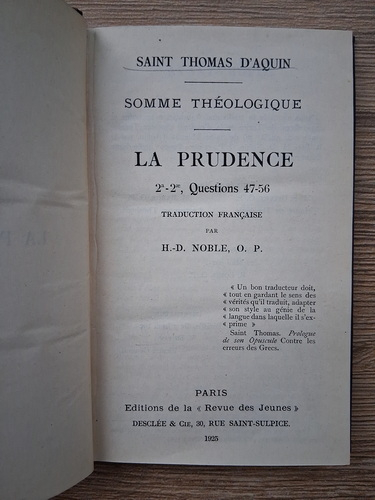 SAINT THOMAS D'AQUIN
SOMME THÉOLOGIQUE
LA PRUDENCE
2ª-2æ, Questions 47-56
TRADUCTION FRANÇAISE
PAR
H.-D. NOBLE, O. P.
« Un bon traducteur doit,
« tout en gardant le sens des
« vérités qu'il traduit, adapter
« son style au génie de la
« langue dans laquelle il s'ex-
« prime »
Saint Thomas. Prologue
de son Opuscule Contre les
erreurs des Grecs.
PARIS
Editions de la « Revue des Jeunes »
DESCLÉE & Cie, 30, RUE SAINT-SULPICE.
1925